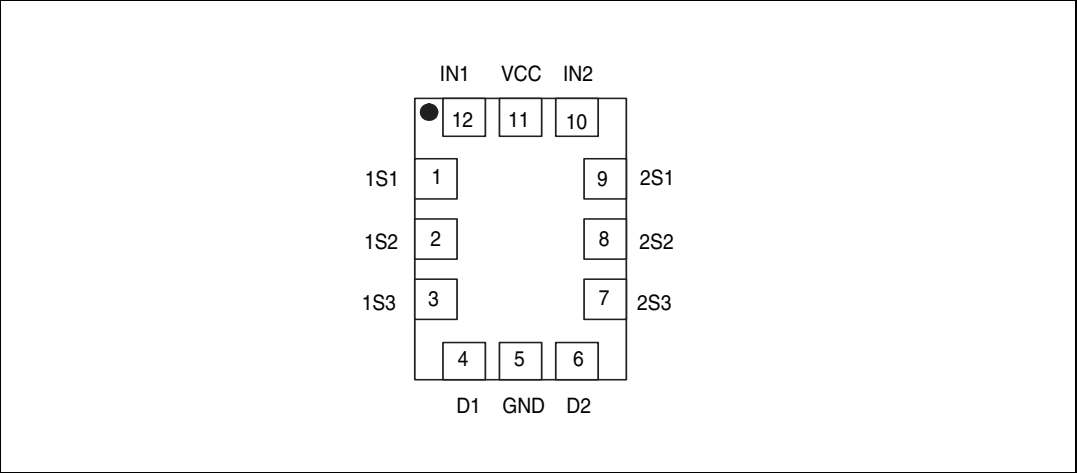 IN1 VCC IN2
12 11 10
1S1 1 9 2S1
1S2 2 8 2S2
1S3 3 7 2S3
4 5 6
D1 GND D2